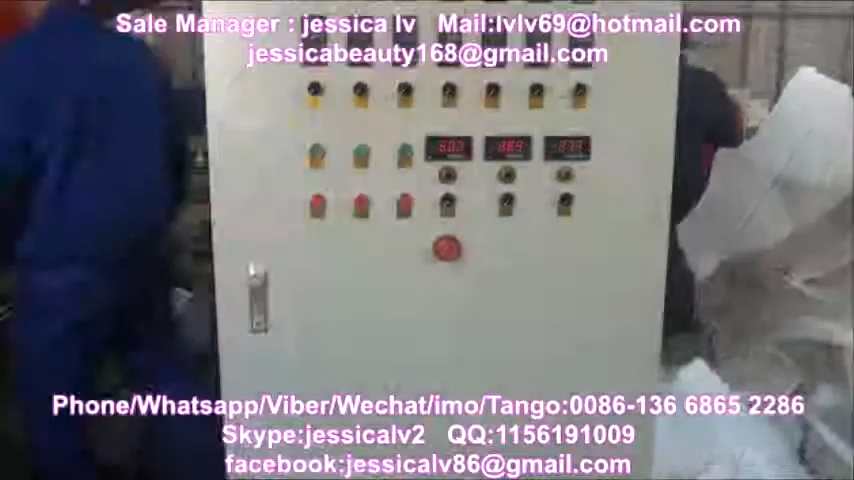 Sale Manager : jessica lv Mail:lvlv69@hotmail.com
jessicabeauty168@gmail.com
Phone/Whatsapp/Viber/Wechat/imo/Tango:0086-136 6865 2286
Skype:jessicalv2 QQ:1156191009
facebook:jessicalv86@gmail.com